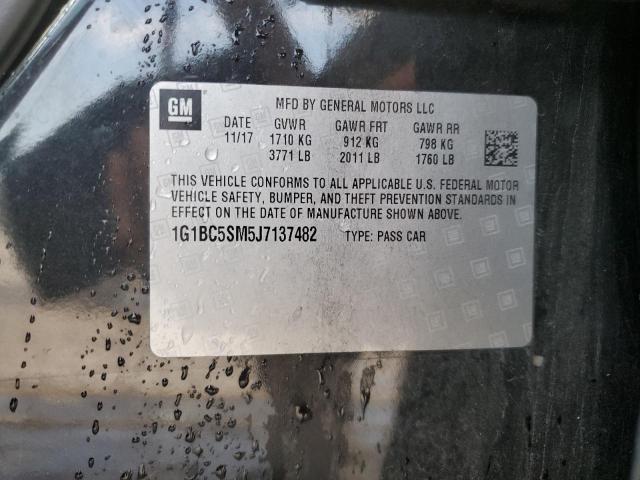 GM
MFD BY GENERAL MOTORS LLC
DATE GVWR GAWR FRT GAWR RR
11/17 1710 KG 912 KG 798 KG
3771 LB 2011 LB 1760 LB
THIS VEHICLE CONFORMS TO ALL APPLICABLE U.S. FEDERAL MOTOR
VEHICLE SAFETY, BUMPER, AND THEFT PREVENTION STANDARDS IN
EFFECT ON THE DATE OF MANUFACTURE SHOWN ABOVE.
1G1BC5SM5J7137482 TYPE: PASS CAR